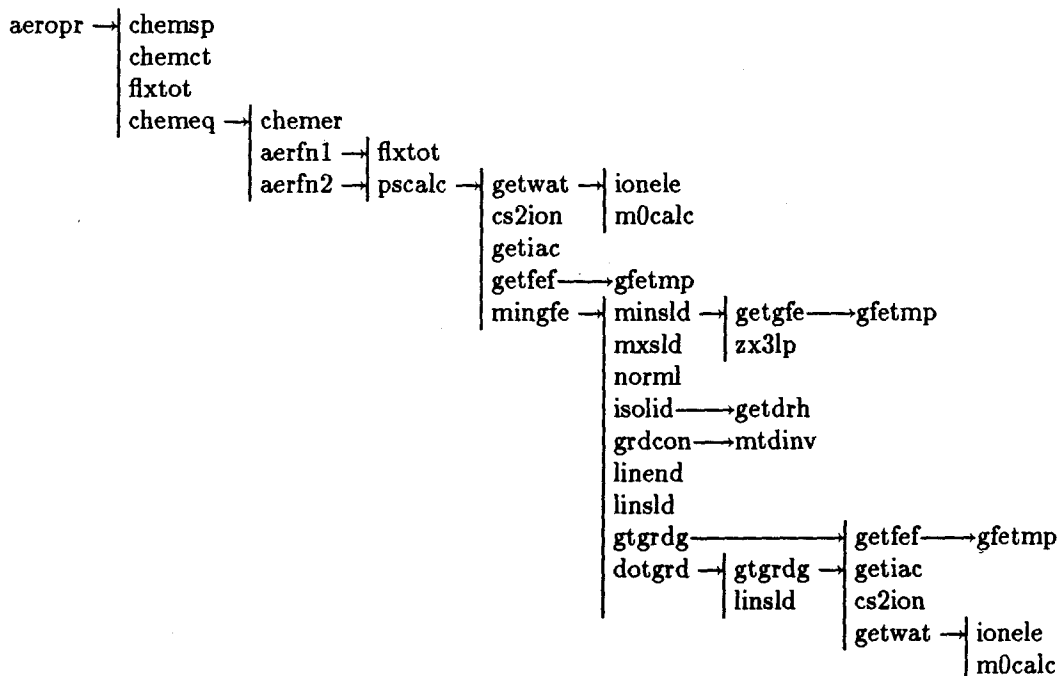 aeropr → chemsp
chemct
flxtot
chemeq → chemer
aerfn1 → flxtot
aerfn2 → pscalc → getwat → ionele
cs2ion m0calc
getiac
getfef → gfetmp
mingfe → minsld → getgfe → gfetmp
mxsld zx3lp
norml
isolid → getdrh
grdcon → mtdinv
linend
linsld
gtgrdg → getfef → gfetmp
dotgrd → gtgrdg → getiac
linsld cs2ion
getwat → ionele
m0calc